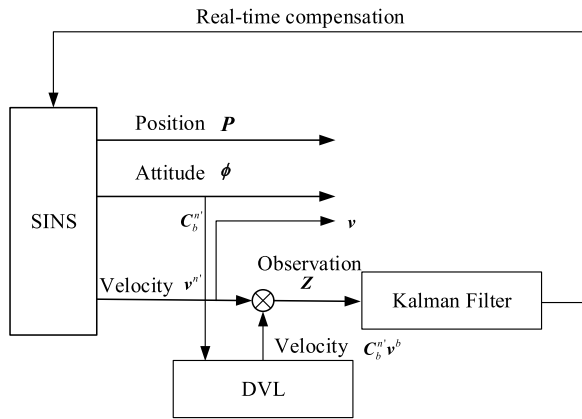 Real-time compensation
Position P
Attitude ϕ
SINS
C_b^{n'}
v
Observation
Velocity v^{n'}
Z
Kalman Filter
Velocity C_b^{n'} v^b
DVL